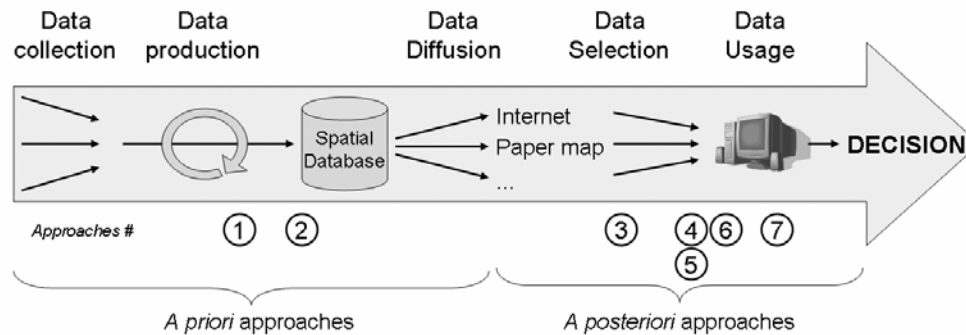 Data collection
Data production
Data Diffusion
Data Selection
Data Usage
Internet
Spatial Database
Paper map
DECISION
...
Approaches #
1 2 3 4 6 7
5
A priori approaches
A posteriori approaches